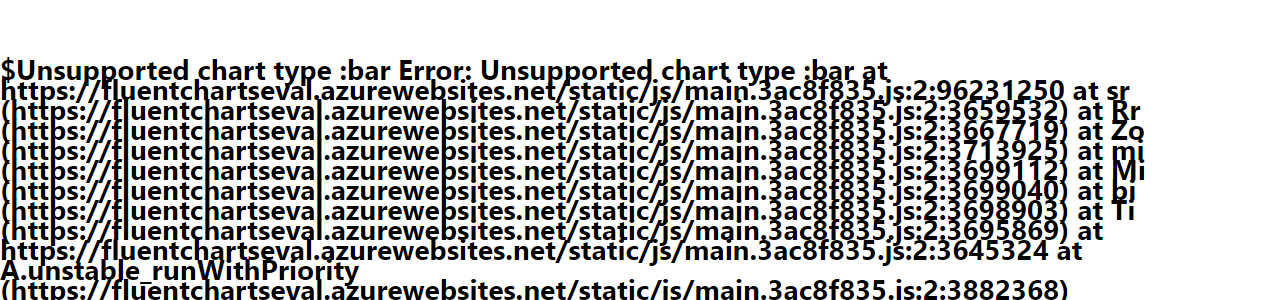 $Unsupported chart type :bar Error: Unsupported chart type :bar at
https://fluentchartseval.azurewebsites.net/static/js/main.3ac8f835.js:2:96231250 at sr
(https://fluentchartseval.azurewebsites.net/static/js/main.3ac8f835.js:2:3659532) at Rr
(https://fluentchartseval.azurewebsites.net/static/js/main.3ac8f835.js:2:3667719) at Zo
(https://fluentchartseval.azurewebsites.net/static/js/main.3ac8f835.js:2:3713925) at mi
(https://fluentchartseval.azurewebsites.net/static/js/main.3ac8f835.js:2:3699112) at Mi
(https://fluentchartseval.azurewebsites.net/static/js/main.3ac8f835.js:2:3699040) at bi
(https://fluentchartseval.azurewebsites.net/static/js/main.3ac8f835.js:2:3698903) at Ti
(https://fluentchartseval.azurewebsites.net/static/js/main.3ac8f835.js:2:3695869) at
https://fluentchartseval.azurewebsites.net/static/js/main.3ac8f835.js:2:3645324 at
A.unstable_runWithPriority
(https://fluentchartseval.azurewebsites.net/static/js/main.3ac8f835.js:2:3882368)